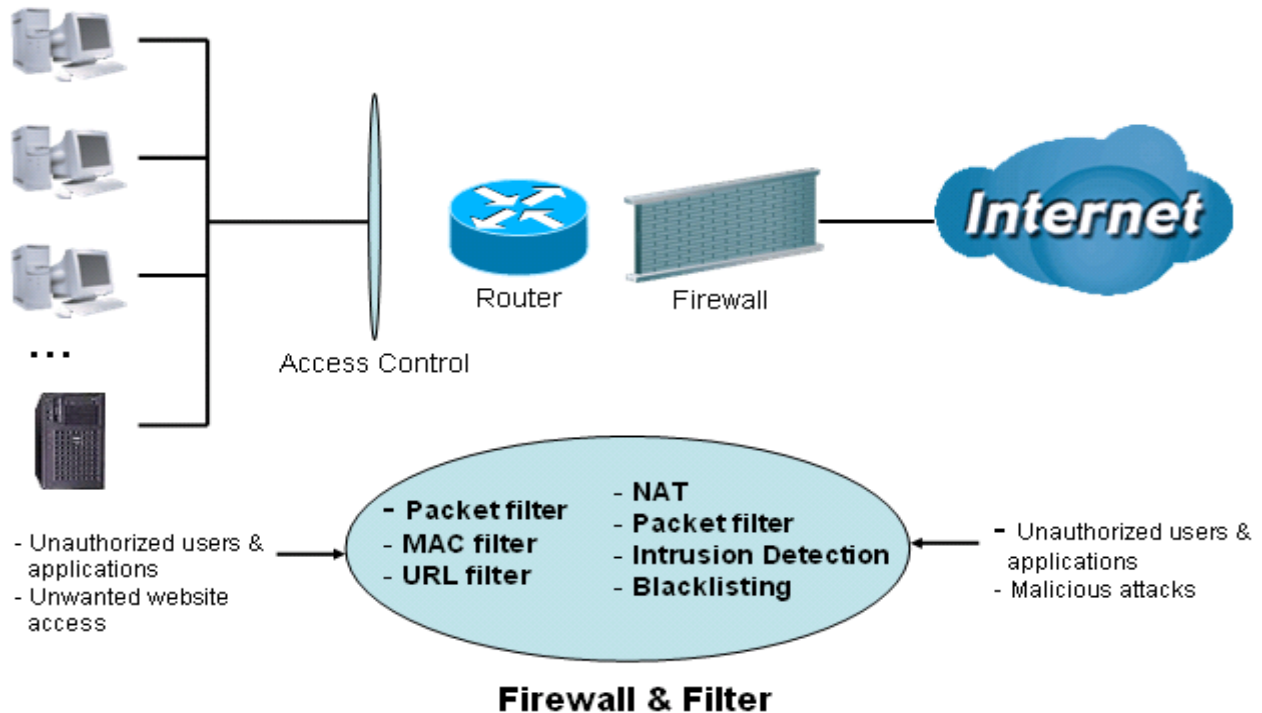 Internet
Router
Firewall
...
Access Control
- Packet filter
- MAC filter
- URL filter
- NAT
- Packet filter
- Intrusion Detection
- Blacklisting
- Unauthorized users &
applications
- Unwanted website
access
- Unauthorized users &
applications
- Malicious attacks
Firewall & Filter